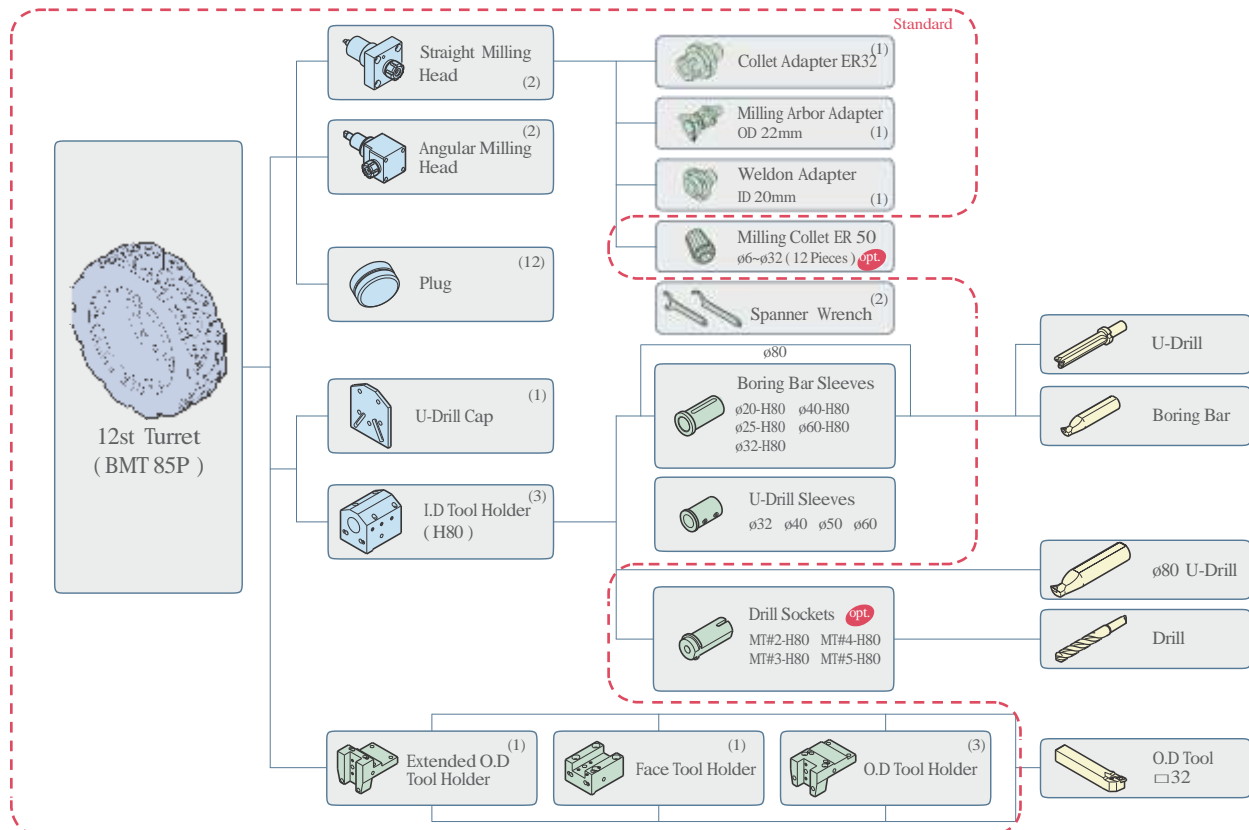 Standard
Straight Milling
Head
(2)
Collet Adapter ER32
(1)
Milling Arbor Adapter
OD 22mm
(1)
Angular Milling
Head
(2)
Weldon Adapter
ID 20mm
(1)
Milling Collet ER 50
ø6~ø32 ( 12 Pieces )
opt.
Plug
(12)
Spanner Wrench
(2)
12st Turret
( BMT 85P )
ø80
U-Drill
Boring Bar Sleeves
ø20-H80 ø40-H80
ø25-H80 ø60-H80
ø32-H80
Boring Bar
U-Drill Cap
(1)
I.D Tool Holder
( H80 )
(3)
U-Drill Sleeves
ø32 ø40 ø50 ø60
ø80 U-Drill
Drill Sockets
opt.
MT#2-H80 MT#4-H80
MT#3-H80 MT#5-H80
Drill
Extended O.D
Tool Holder
(1)
Face Tool Holder
(1)
O.D Tool Holder
(3)
O.D Tool
□32